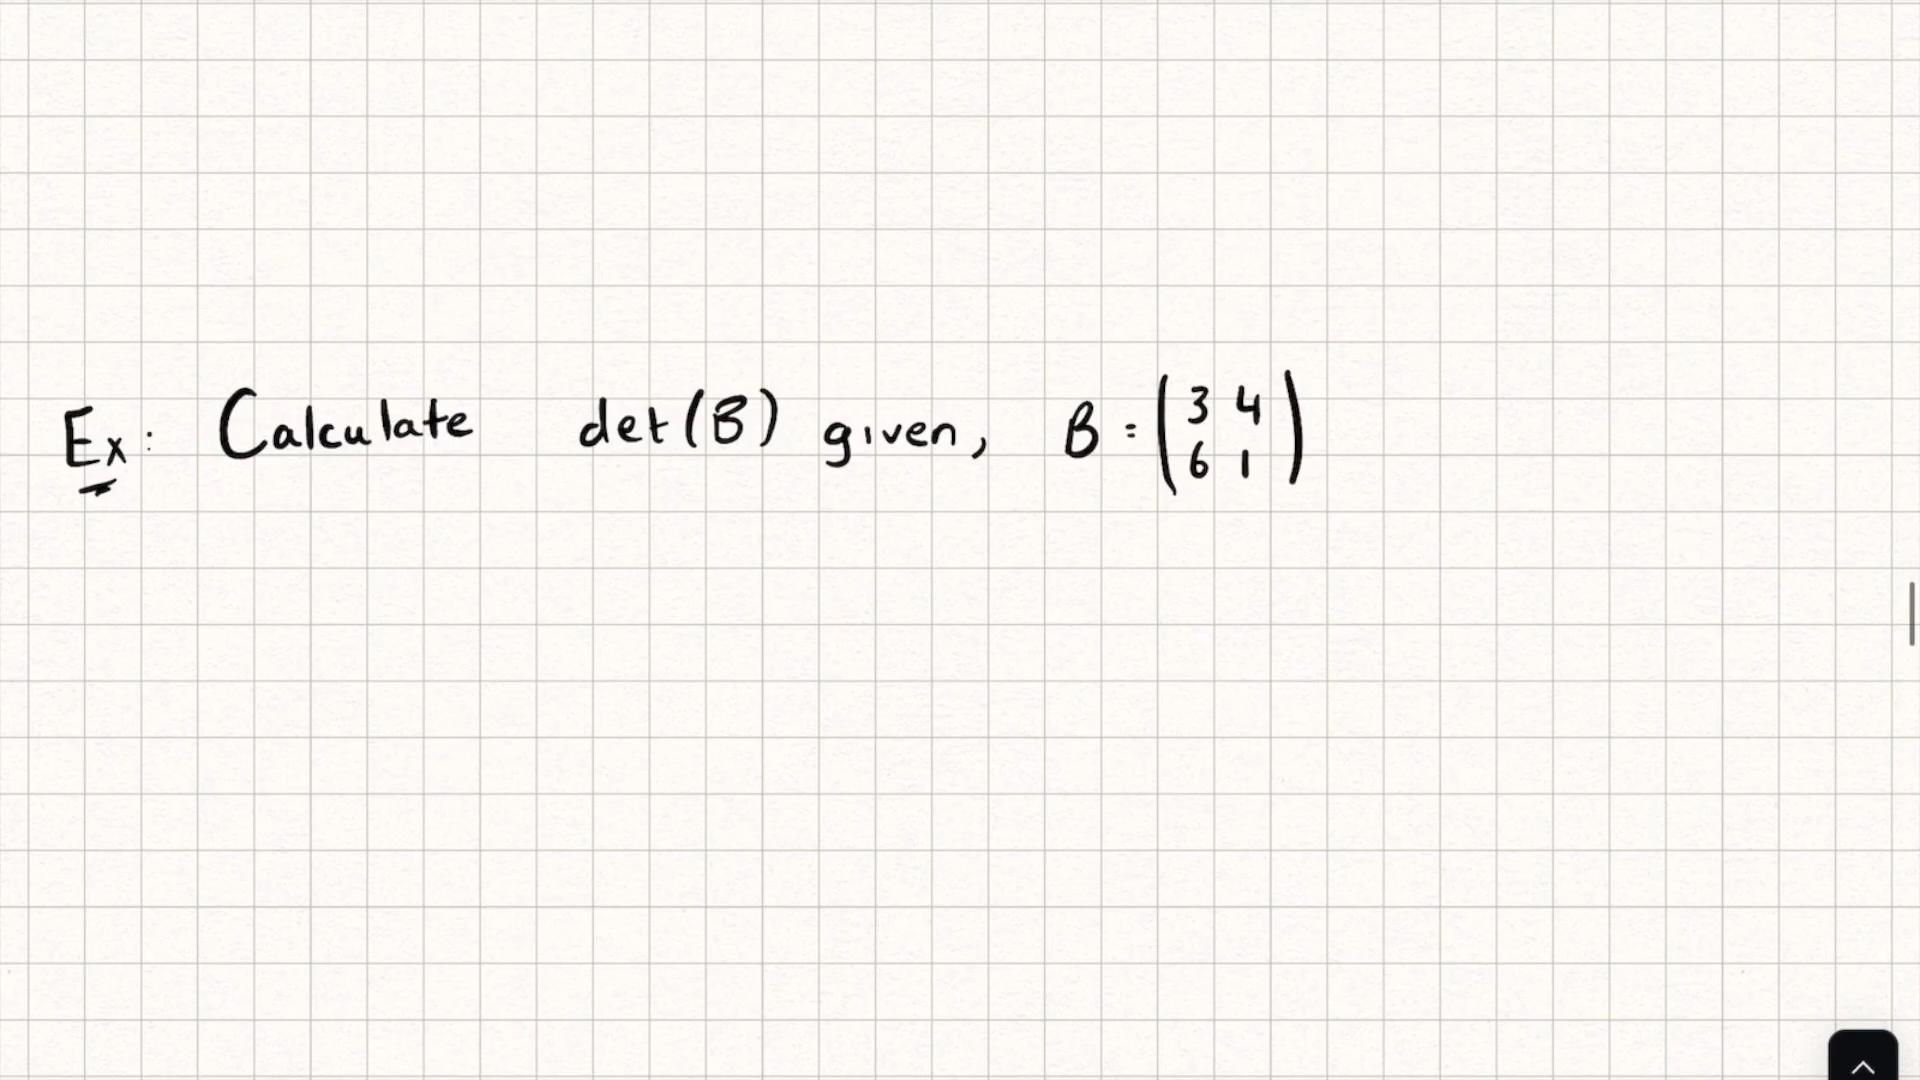 Ex: Calculate det(B) given, B = (3 4
6 1)